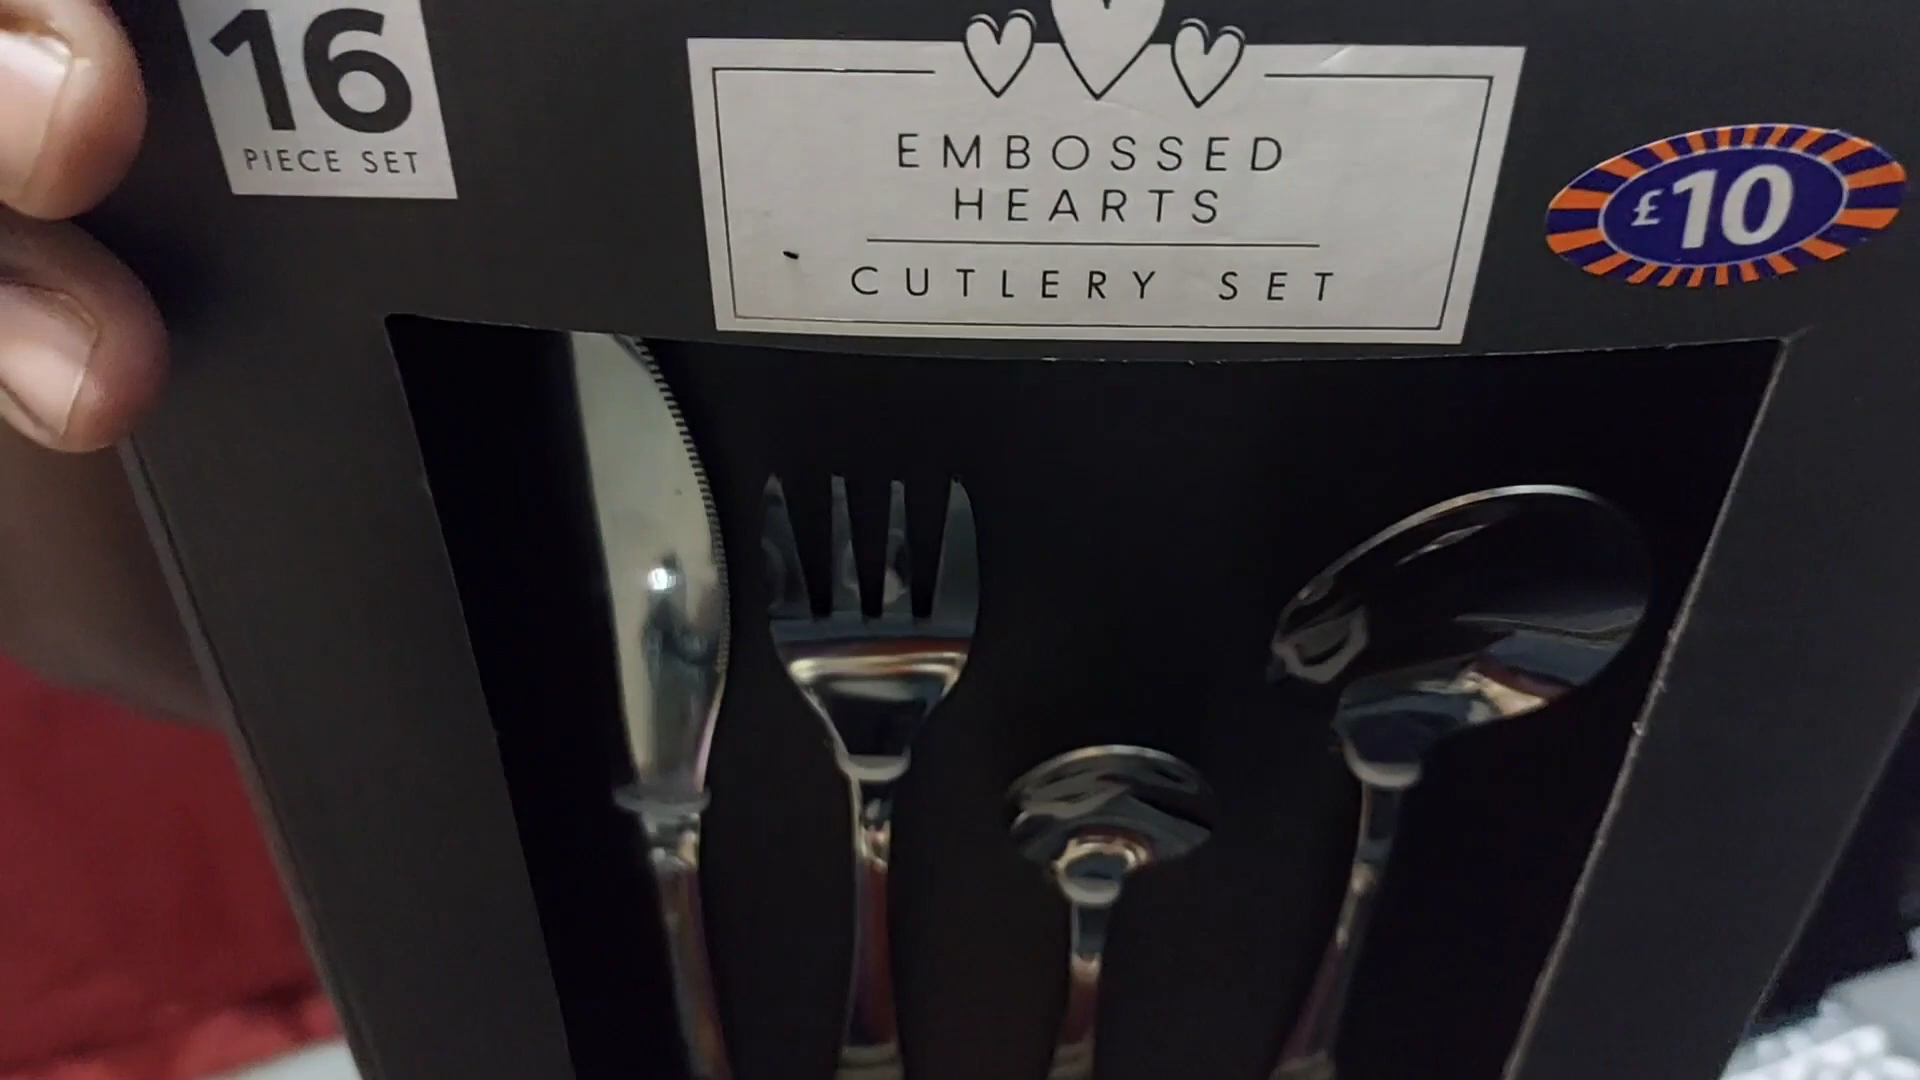 16
PIECE SET
EMBOSSED
HEARTS
CUTLERY SET
£10